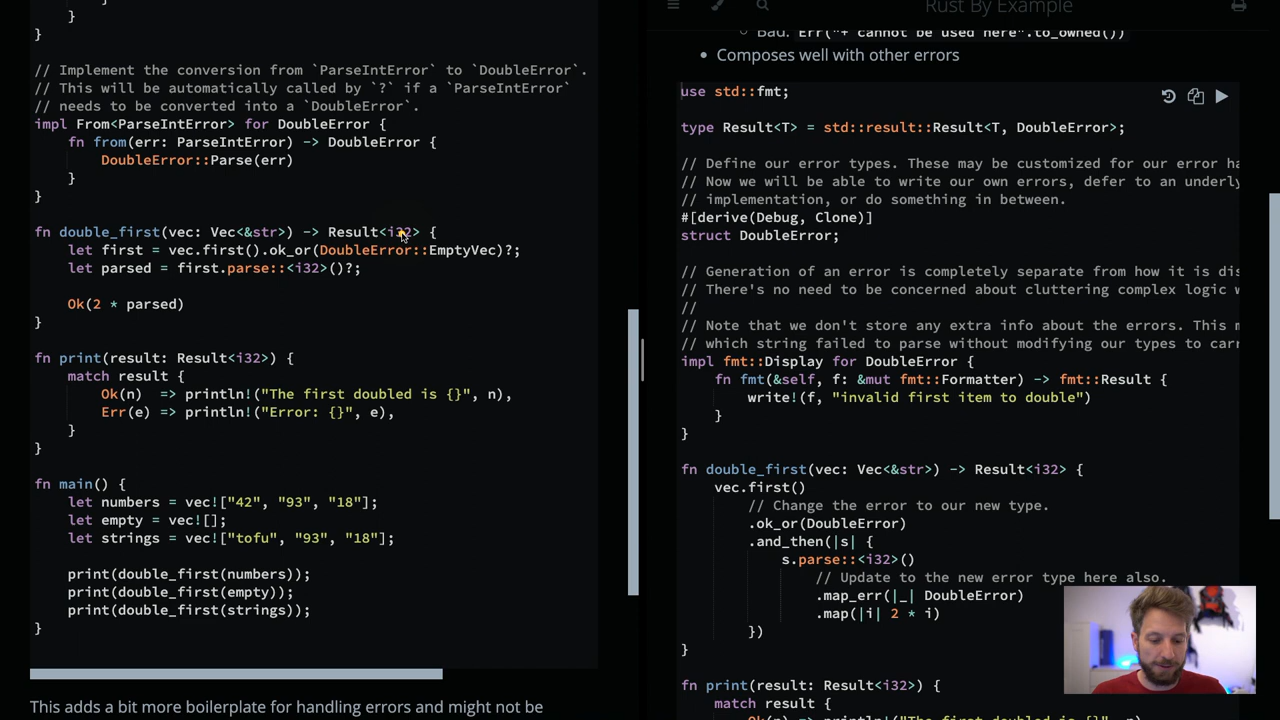 }
}
// Implement the conversion from `ParseIntError` to `DoubleError`.
// This will be automatically called by `?` if a `ParseIntError`
// needs to be converted into a `DoubleError`.
impl From<ParseIntError> for DoubleError {
fn from(err: ParseIntError) -> DoubleError {
DoubleError::Parse(err)
}
}
fn double_first(vec: Vec<&str>) -> Result<i32> {
let first = vec.first().ok_or(DoubleError::EmptyVec)?;
let parsed = first.parse::<i32>()?;
Ok(2 * parsed)
}
fn print(result: Result<i32>) {
match result {
Ok(n)  => println!("The first doubled is {}", n),
Err(e) => println!("Error: {}", e),
}
}
fn main() {
let numbers = vec!["42", "93", "18"];
let empty = vec![];
let strings = vec!["tofu", "93", "18"];
print(double_first(numbers));
print(double_first(empty));
print(double_first(strings));
}
This adds a bit more boilerplate for handling errors and might not be
Rust By Example
Bad: Err("+ cannot be used here".to_owned())
• Composes well with other errors
use std::fmt;
type Result<T> = std::result::Result<T, DoubleError>;
// Define our error types. These may be customized for our error ha
// Now we will be able to write our own errors, defer to an underly
// implementation, or do something in between.
#[derive(Debug, Clone)]
struct DoubleError;
// Generation of an error is completely separate from how it is dis
// There's no need to be concerned about cluttering complex logic w
//
// Note that we don't store any extra info about the errors. This m
// which string failed to parse without modifying our types to carr
impl fmt::Display for DoubleError {
fn fmt(&self, f: &mut fmt::Formatter) -> fmt::Result {
write!(f, "invalid first item to double")
}
}
fn double_first(vec: Vec<&str>) -> Result<i32> {
vec.first()
// Change the error to our new type.
.ok_or(DoubleError)
.and_then(|s| {
s.parse::<i32>()
// Update to the new error type here also.
.map_err(|_| DoubleError)
.map(|i| 2 * i)
})
}
fn print(result: Result<i32>) {
match result {